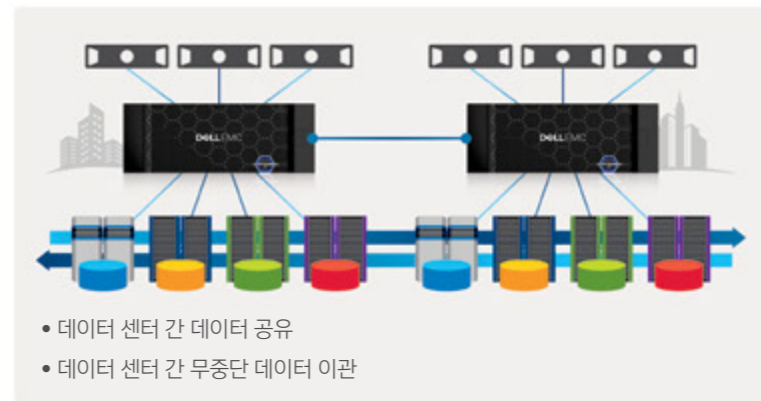 DELLEMC
DELLEMC
• 데이터 센터 간 데이터 공유
• 데이터 센터 간 무중단 데이터 이관